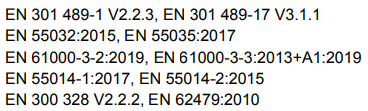 EN 301 489-1 V2.2.3, EN 301 489-17 V3.1.1
EN 55032:2015, EN 55035:2017
EN 61000-3-2:2019, EN 61000-3-3:2013+A1:2019
EN 55014-1:2017, EN 55014-2:2015
EN 300 328 V2.2.2, EN 62479:2010